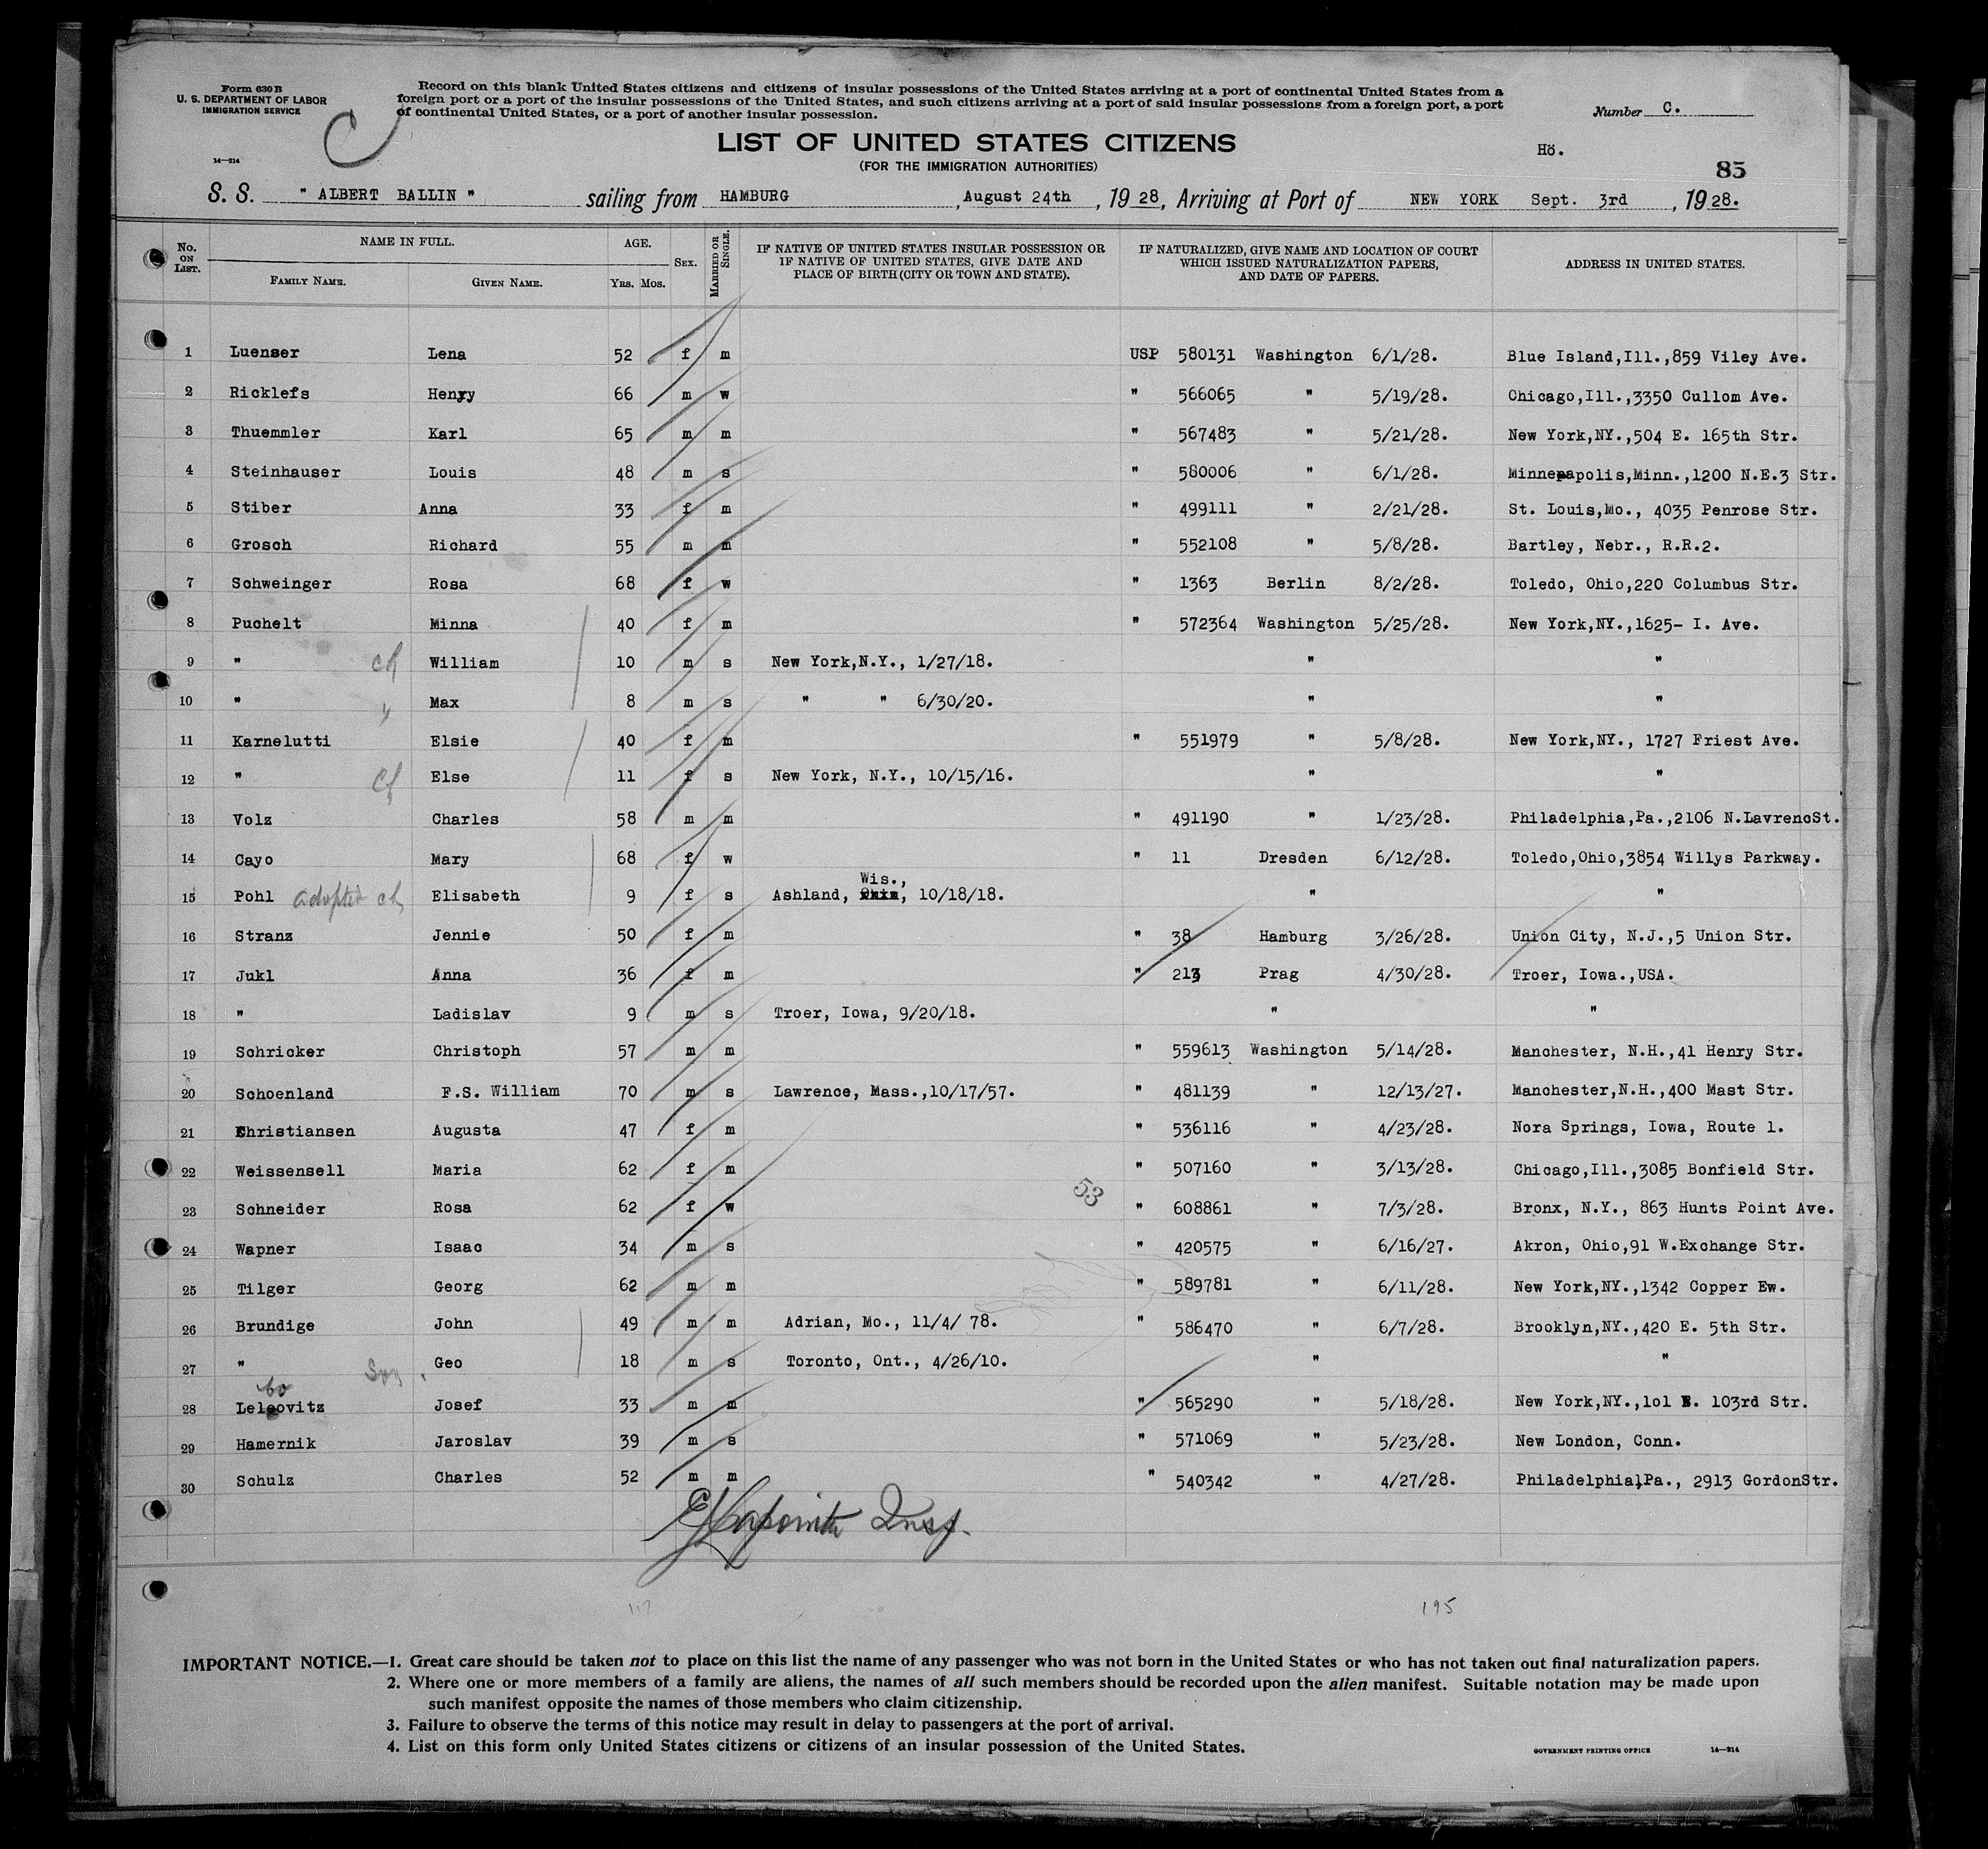 Form 630 B
U. S. DEPARTMENT OF LABOR
IMMIGRATION SERVICE
14—214
C
Record on this blank United States citizens and citizens of insular possessions of the United States arriving at a port of continental United States from a
foreign port or a port of the insular possessions of the United States, and such citizens arriving at a port of said insular possessions from a foreign port, a port
of continental United States, or a port of another insular possession.
Number C.
LIST OF UNITED STATES CITIZENS
(FOR THE IMMIGRATION AUTHORITIES)
Hö.
85
S. S. " ALBERT BALLIN " sailing from HAMBURG , August 24th , 1928, Arriving at Port of NEW YORK Sept. 3rd , 1928.
No. ON LIST. NAME IN FULL. FAMILY NAME. GIVEN NAME. AGE. YRS. MOS. SEX. MARRIED OR SINGLE. IF NATIVE OF UNITED STATES INSULAR POSSESSION OR IF NATIVE OF UNITED STATES, GIVE DATE AND PLACE OF BIRTH (CITY OR TOWN AND STATE). IF NATURALIZED, GIVE NAME AND LOCATION OF COURT WHICH ISSUED NATURALIZATION PAPERS, AND DATE OF PAPERS. ADDRESS IN UNITED STATES.
1 Luenser Lena 52 f m USP 580131 Washington 6/1/28. Blue Island,Ill.,859 Viley Ave.
2 Ricklefs Henry 66 m w " 566065 " 5/19/28. Chicago,Ill.,3350 Cullom Ave.
3 Thuemmler Karl 65 m m " 567483 " 5/21/28. New York,NY.,504 E. 165th Str.
4 Steinhauser Louis 48 m s " 580006 " 6/1/28. Minneapolis,Minn.,1200 N.E.3 Str.
5 Stiber Anna 33 f m " 499111 " 2/21/28. St. Louis,Mo., 4035 Penrose Str.
6 Grosch Richard 55 m m " 552108 " 5/8/28. Bartley, Nebr., R.R.2.
7 Schweinger Rosa 68 f w " 1363 Berlin 8/2/28. Toledo, Ohio,220 Columbus Str.
8 Puchelt Minna 40 f m " 572364 Washington 5/25/28. New York,NY.,1625- I. Ave.
9 " ch William 10 m s New York,N.Y., 1/27/18. " "
10 " " Max 8 m s " " 6/30/20. " "
11 Karnelutti Elsie 40 f m " 551979 " 5/8/28. New York,NY., 1727 Friest Ave.
12 " ch Else 11 f s New York, N.Y., 10/15/16. " "
13 Volz Charles 58 m m " 491190 " 1/23/28. Philadelphia,Pa.,2106 N.LavrencSt.
14 Cayo Mary 68 f w " 11 Dresden 6/12/28. Toledo,Ohio,3854 Willys Parkway.
15 Pohl adopted ch Elisabeth 9 f s Ashland, Wis., 10/18/18. " "
16 Stranz Jennie 50 f m " 38 Hamburg 3/26/28. Union City, N.J.,5 Union Str.
17 Jukl Anna 36 f m " 213 Prag 4/30/28. Troer, Iowa.,USA.
18 " Ladislav 9 m s Troer, Iowa, 9/20/18. " "
19 Schricker Christoph 57 m m " 559613 Washington 5/14/28. Manchester, N.H.,41 Henry Str.
20 Schoenland F.S. William 70 m s Lawrence, Mass.,10/17/57. " 481139 " 12/13/27. Manchester,N.H.,400 Mast Str.
21 Christiansen Augusta 47 f m " 536116 " 4/23/28. Nora Springs, Iowa, Route 1.
22 Weissensell Maria 62 f m " 507160 " 3/13/28. Chicago,Ill.,3085 Bonfield Str.
53
23 Schneider Rosa 62 f w " 608861 " 7/3/28. Bronx, N.Y., 863 Hunts Point Ave.
24 Wapner Isaac 34 m s " 420575 " 6/16/27. Akron, Ohio,91 W.Exchange Str.
25 Tilger Georg 62 m m " 589781 " 6/11/28. New York,NY.,1342 Copper Ew.
26 Brundige John 49 m m Adrian, Mo., 11/4/ 78. " 586470 " 6/7/28. Brooklyn,NY.,420 E. 5th Str.
27 " Son. Geo 18 m s Toronto, Ont., 4/26/10. " "
28 Josef 33 m m " 565290 " 5/18/28. New York,NY.,lol E. 103rd Str.
29 Hamernik Jaroslav 39 m s " 571069 " 5/23/28. New London, Conn.
30 Schulz Charles 52 m m " 540342 " 4/27/28. Philadelphia,Pa., 2913 GordonStr.
Insp.
117 195
IMPORTANT NOTICE.—1. Great care should be taken not to place on this list the name of any passenger who was not born in the United States or who has not taken out final naturalization papers.
2. Where one or more members of a family are aliens, the names of all such members should be recorded upon the alien manifest. Suitable notation may be made upon
such manifest opposite the names of those members who claim citizenship.
3. Failure to observe the terms of this notice may result in delay to passengers at the port of arrival.
4. List on this form only United States citizens or citizens of an insular possession of the United States.
GOVERNMENT PRINTING OFFICE 14—214